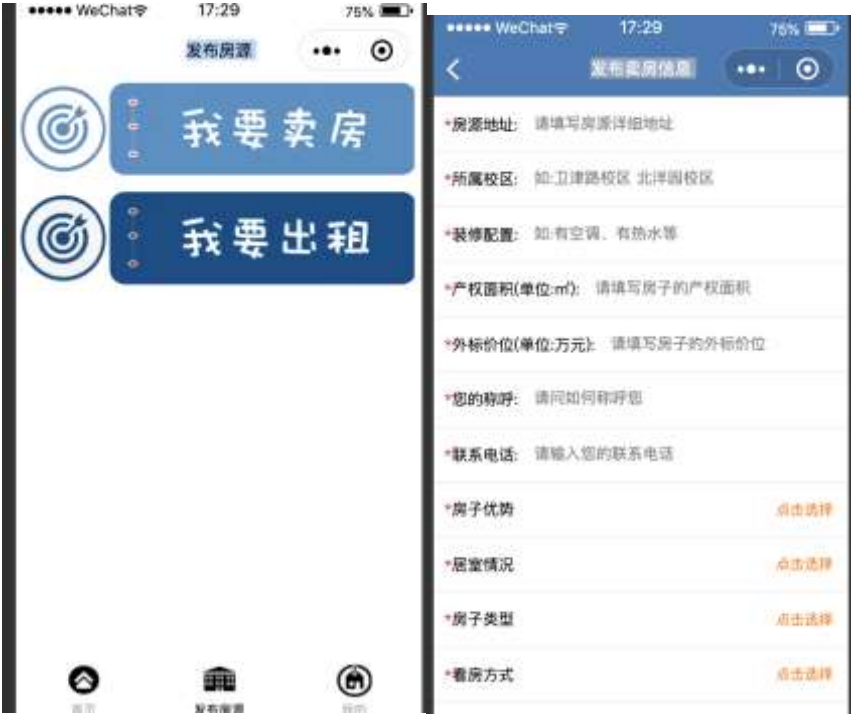 WeChat 17:29 75%
发布房源
我要卖房
我要出租
首页 发布房源 我的
WeChat 17:29 75%
发布卖房信息
*房源地址: 请填写房源详细地址
*所属校区: 如:卫津路校区 北洋园校区
*装修配置: 如:有空调、有热水等
*产权面积(单位:㎡): 请填写房子的产权面积
*外标价位(单位:万元): 请填写房子的外标价位
*您的称呼: 请问如何称呼您
*联系电话: 请输入您的联系电话
*房子优势 点击选择
*居室情况 点击选择
*房子类型 点击选择
*看房方式 点击选择